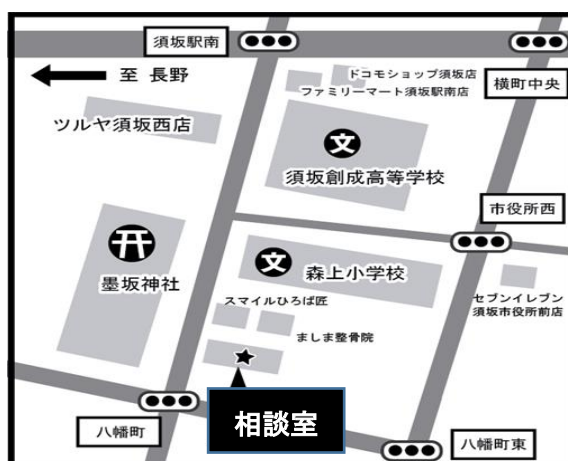 須坂駅南
至 長野
ドコモショップ須坂店
ファミリーマート須坂駅南店
横町中央
ツルヤ須坂西店
文
須坂創成高等学校
市役所西
墨坂神社
文
森上小学校
スマイルひろば匠
ましま整骨院
セブンイレブン
須坂市役所前店
八幡町
相談室
八幡町東